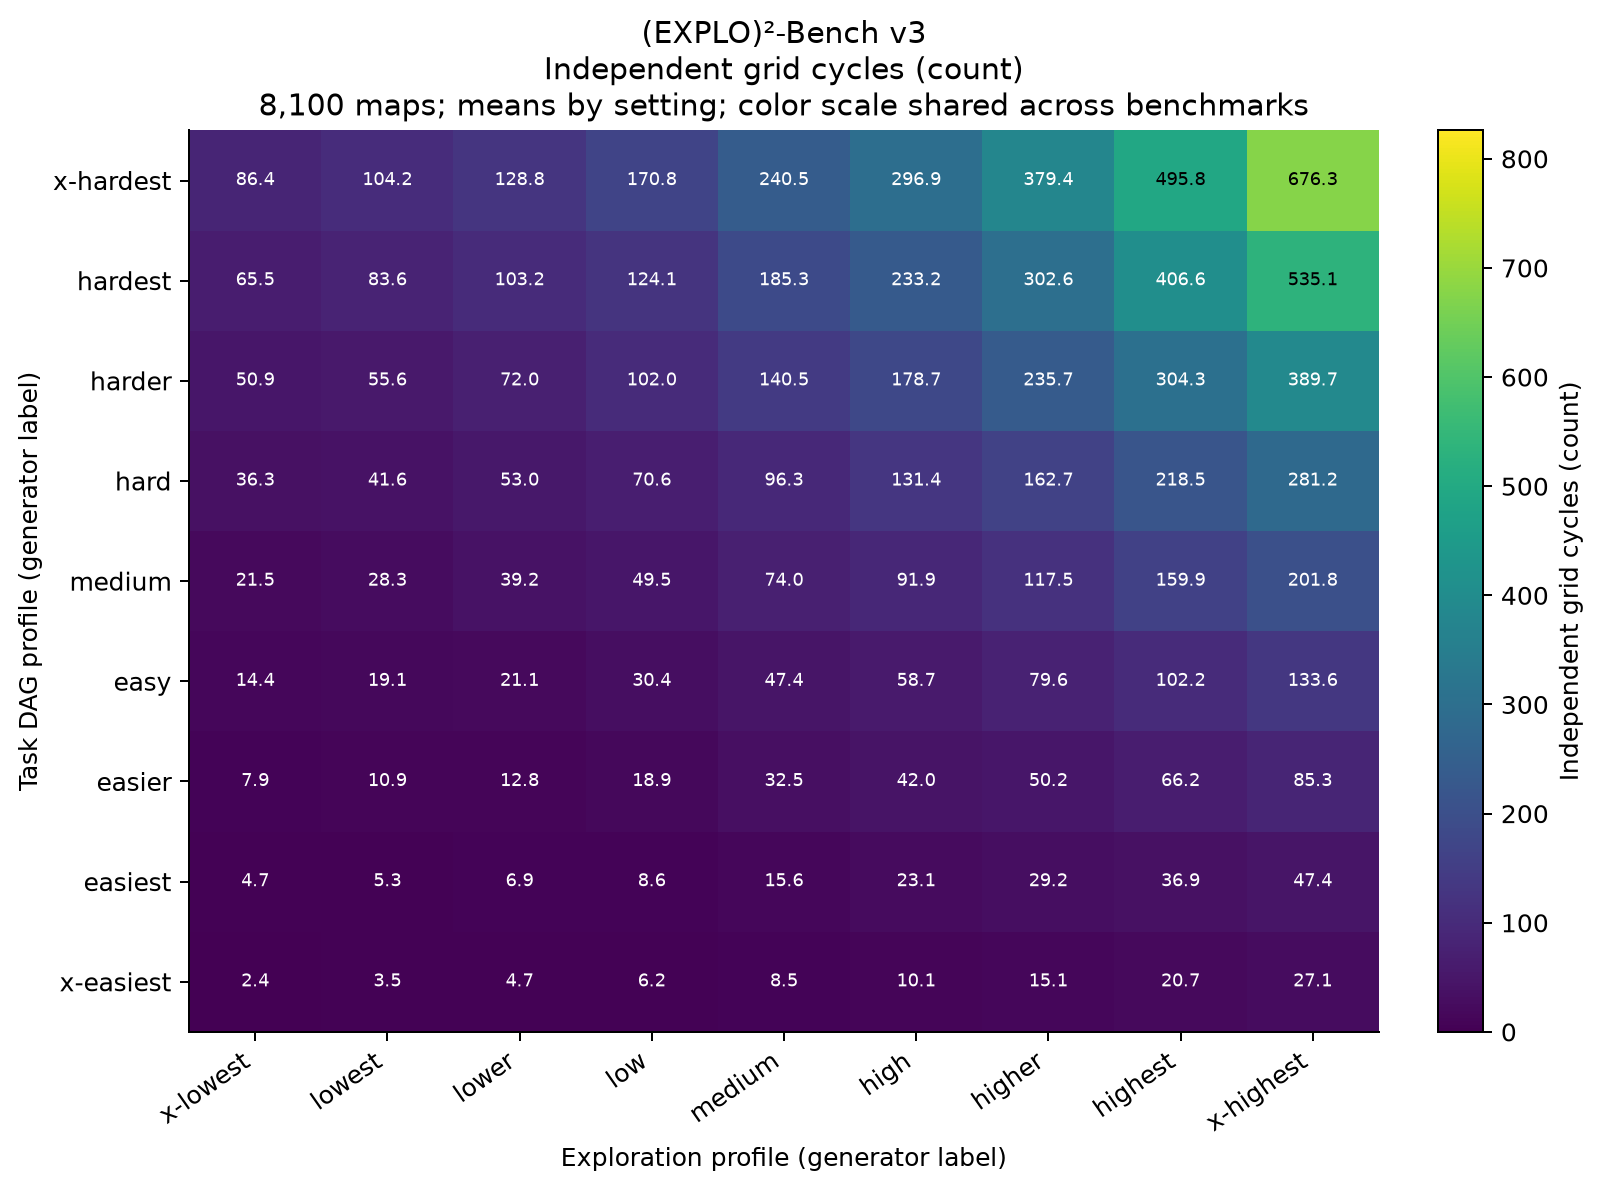 (EXPLO)²-Bench v3
Independent grid cycles (count)
8,100 maps; means by setting; color scale shared across benchmarks
x-hardest 86.4 104.2 128.8 170.8 240.5 296.9 379.4 495.8 676.3
hardest 65.5 83.6 103.2 124.1 185.3 233.2 302.6 406.6 535.1
harder 50.9 55.6 72.0 102.0 140.5 178.7 235.7 304.3 389.7
hard 36.3 41.6 53.0 70.6 96.3 131.4 162.7 218.5 281.2
medium 21.5 28.3 39.2 49.5 74.0 91.9 117.5 159.9 201.8
easy 14.4 19.1 21.1 30.4 47.4 58.7 79.6 102.2 133.6
easier 7.9 10.9 12.8 18.9 32.5 42.0 50.2 66.2 85.3
easiest 4.7 5.3 6.9 8.6 15.6 23.1 29.2 36.9 47.4
x-easiest 2.4 3.5 4.7 6.2 8.5 10.1 15.1 20.7 27.1
x-lowest lowest lower low medium high higher highest x-highest
Exploration profile (generator label)
Task DAG profile (generator label)
800
700
600
500
400
300
200
100
0
Independent grid cycles (count)